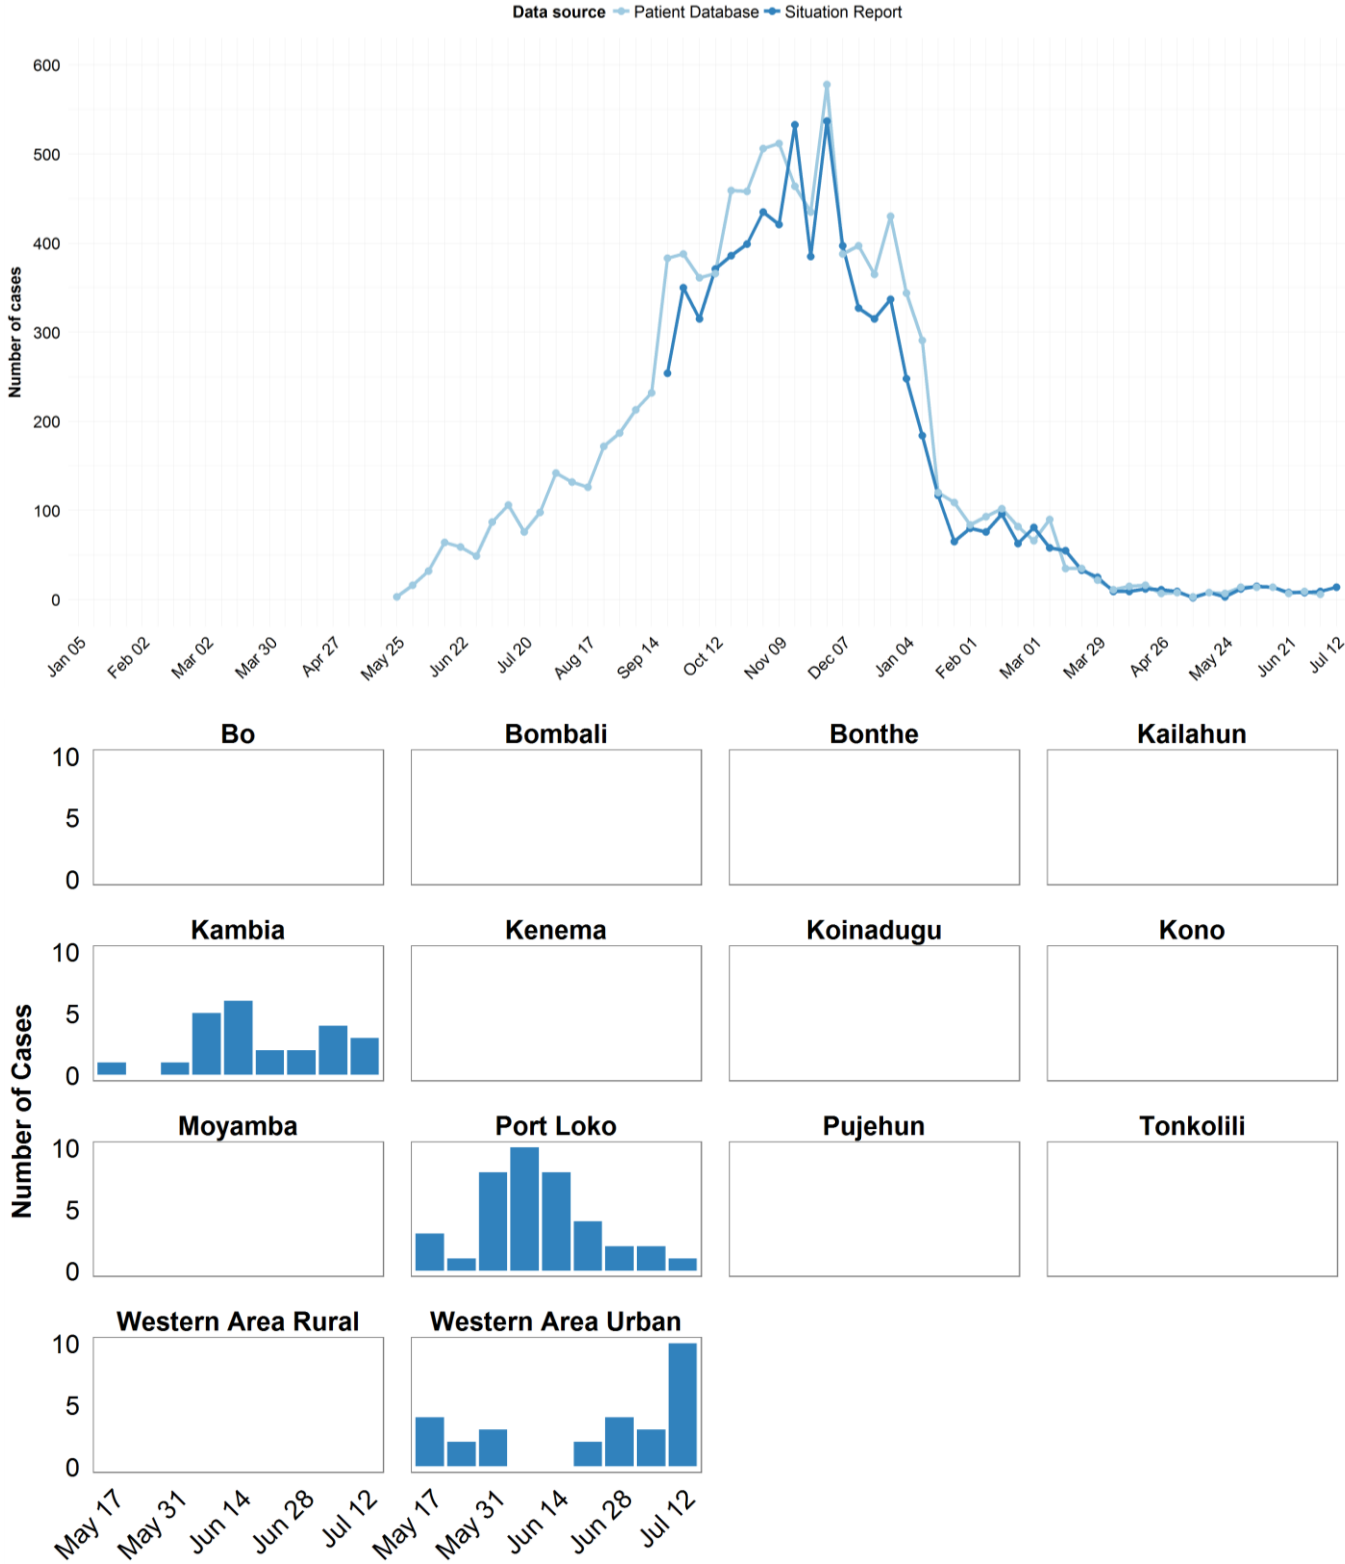 Data source Patient Database Situation Report
600
500
400
300
200
100
0
Number of cases
Jan 05 Feb 02 Mar 02 Mar 30 Apr 27 May 25 Jun 22 Jul 20 Aug 17 Sep 14 Oct 12 Nov 09 Dec 07 Jan 04 Feb 01 Mar 01 Mar 29 Apr 26 May 24 Jun 21 Jul 12
Bo Bombali Bonthe Kailahun
10
5
0
Kambia Kenema Koinadugu Kono
10
5
0
Number of Cases
Moyamba Port Loko Pujehun Tonkolili
10
5
0
Western Area Rural Western Area Urban
10
5
0
May 17 May 31 Jun 14 Jun 28 Jul 12 May 17 May 31 Jun 14 Jun 28 Jul 12